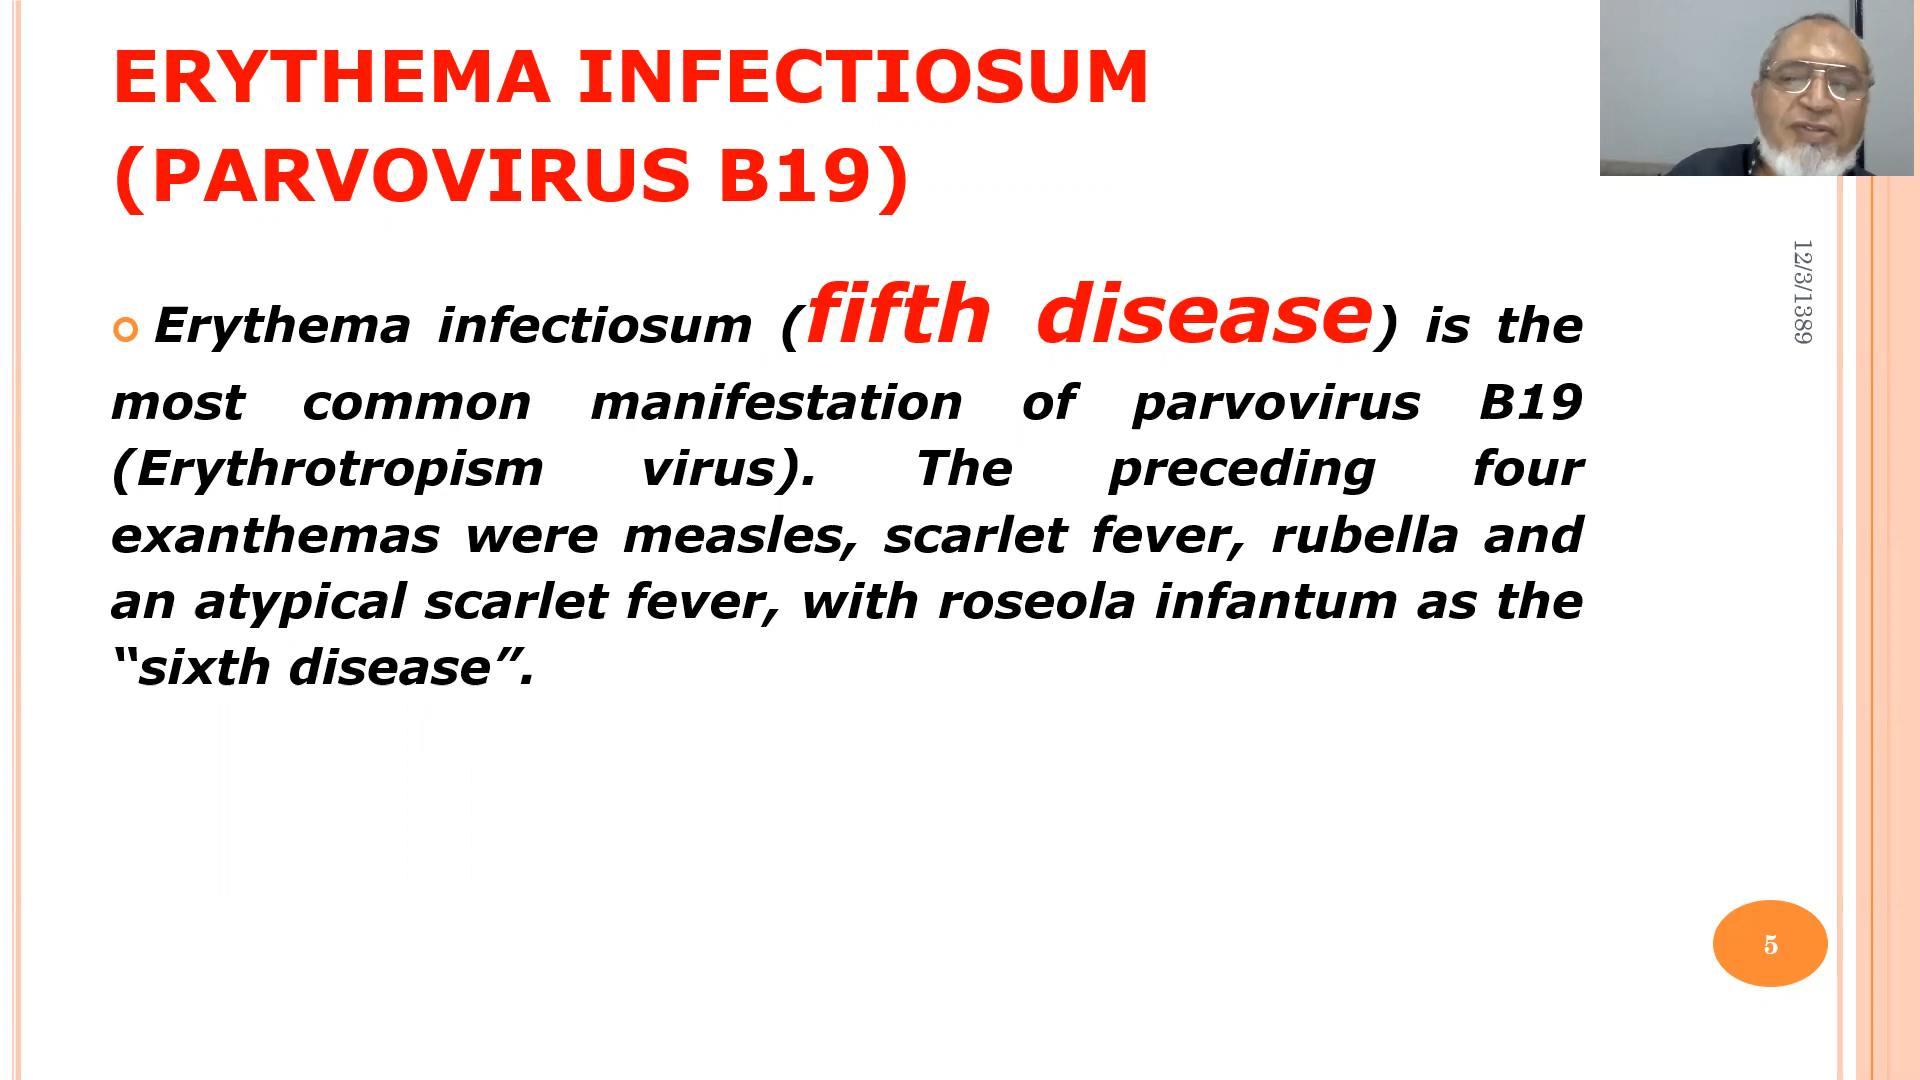 ERYTHEMA INFECTIOSUM
(PARVOVIRUS B19)
Erythema infectiosum (fifth disease) is the
most common manifestation of parvovirus B19
(Erythrotropism virus). The preceding four
exanthemas were measles, scarlet fever, rubella and
an atypical scarlet fever, with roseola infantum as the
“sixth disease”.
12/3/1389
5